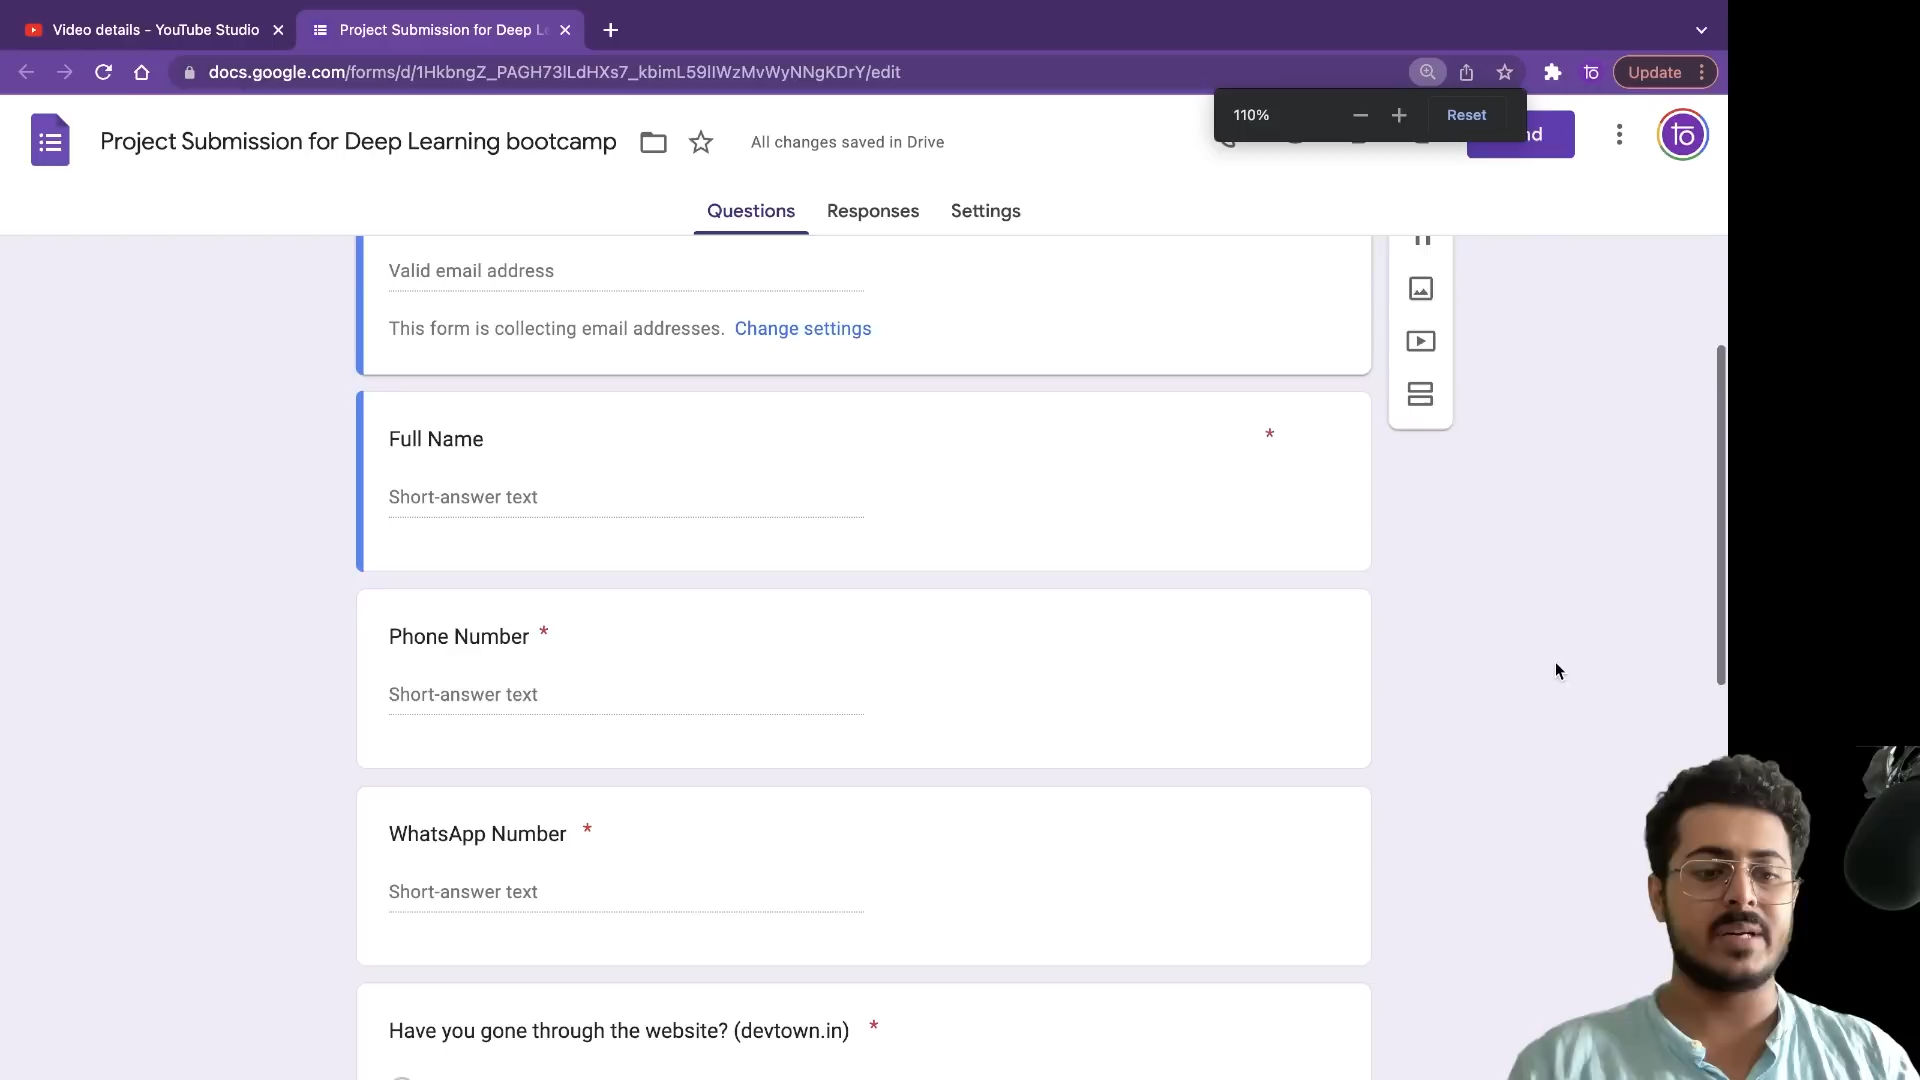 Video details - YouTube Studio
Project Submission for Deep Le
docs.google.com/forms/d/1HkbngZ_PAGH73lLdHXs7_kbimL59lIWzMvWyNNgKDrY/edit
Update
110%
Reset
Project Submission for Deep Learning bootcamp
All changes saved in Drive
Questions Responses Settings
Valid email address
This form is collecting email addresses. Change settings
Full Name *
Short-answer text
Phone Number *
Short-answer text
WhatsApp Number *
Short-answer text
Have you gone through the website? (devtown.in) *